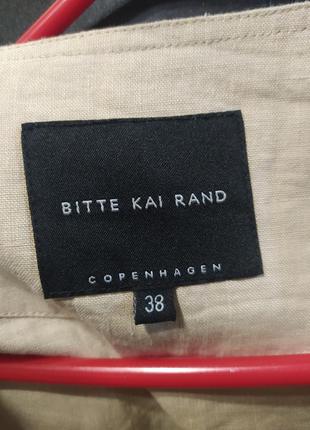 BITTE KAI RAND
COPENHAGEN
38